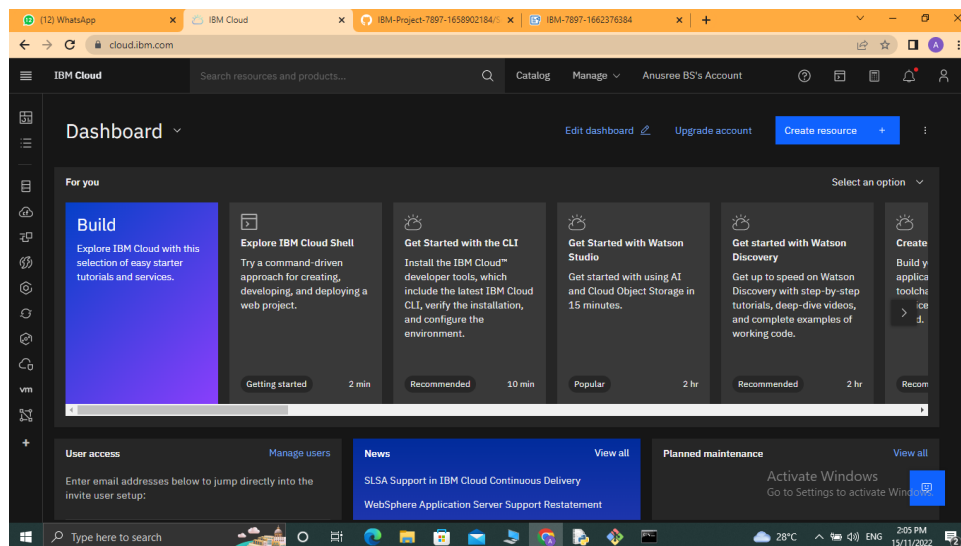 (12) WhatsApp
IBM Cloud
IBM-Project-7897-1658902184/S
IBM-7897-1662376384
cloud.ibm.com
A
IBM Cloud
Search resources and products...
Catalog
Manage
Anusree BS's Account
Dashboard
Edit dashboard
Upgrade account
Create resource +
For you
Select an option
Build
Explore IBM Cloud with this
selection of easy starter
tutorials and services.
Explore IBM Cloud Shell
Try a command-driven
approach for creating,
developing, and deploying a
web project.
Getting started
2 min
Get Started with the CLI
Install the IBM Cloud™
developer tools, which
include the latest IBM Cloud
CLI, verify the installation,
and configure the
environment.
Recommended
10 min
Get Started with Watson
Studio
Get started with using AI
and Cloud Object Storage in
15 minutes.
Popular
2 hr
Get started with Watson
Discovery
Get up to speed on Watson
Discovery with step-by-step
tutorials, deep-dive videos,
and complete examples of
working code.
Recommended
2 hr
Create
Build y
applica
toolcha
ice
d.
Recom
vm
User access
Manage users
Enter email addresses below to jump directly into the
invite user setup:
News
View all
SLSA Support in IBM Cloud Continuous Delivery
WebSphere Application Server Support Restatement
Planned maintenance
View all
Activate Windows
Go to Settings to activate Windows.
Type here to search
28°C
ENG
2:05 PM
15/11/2022
2